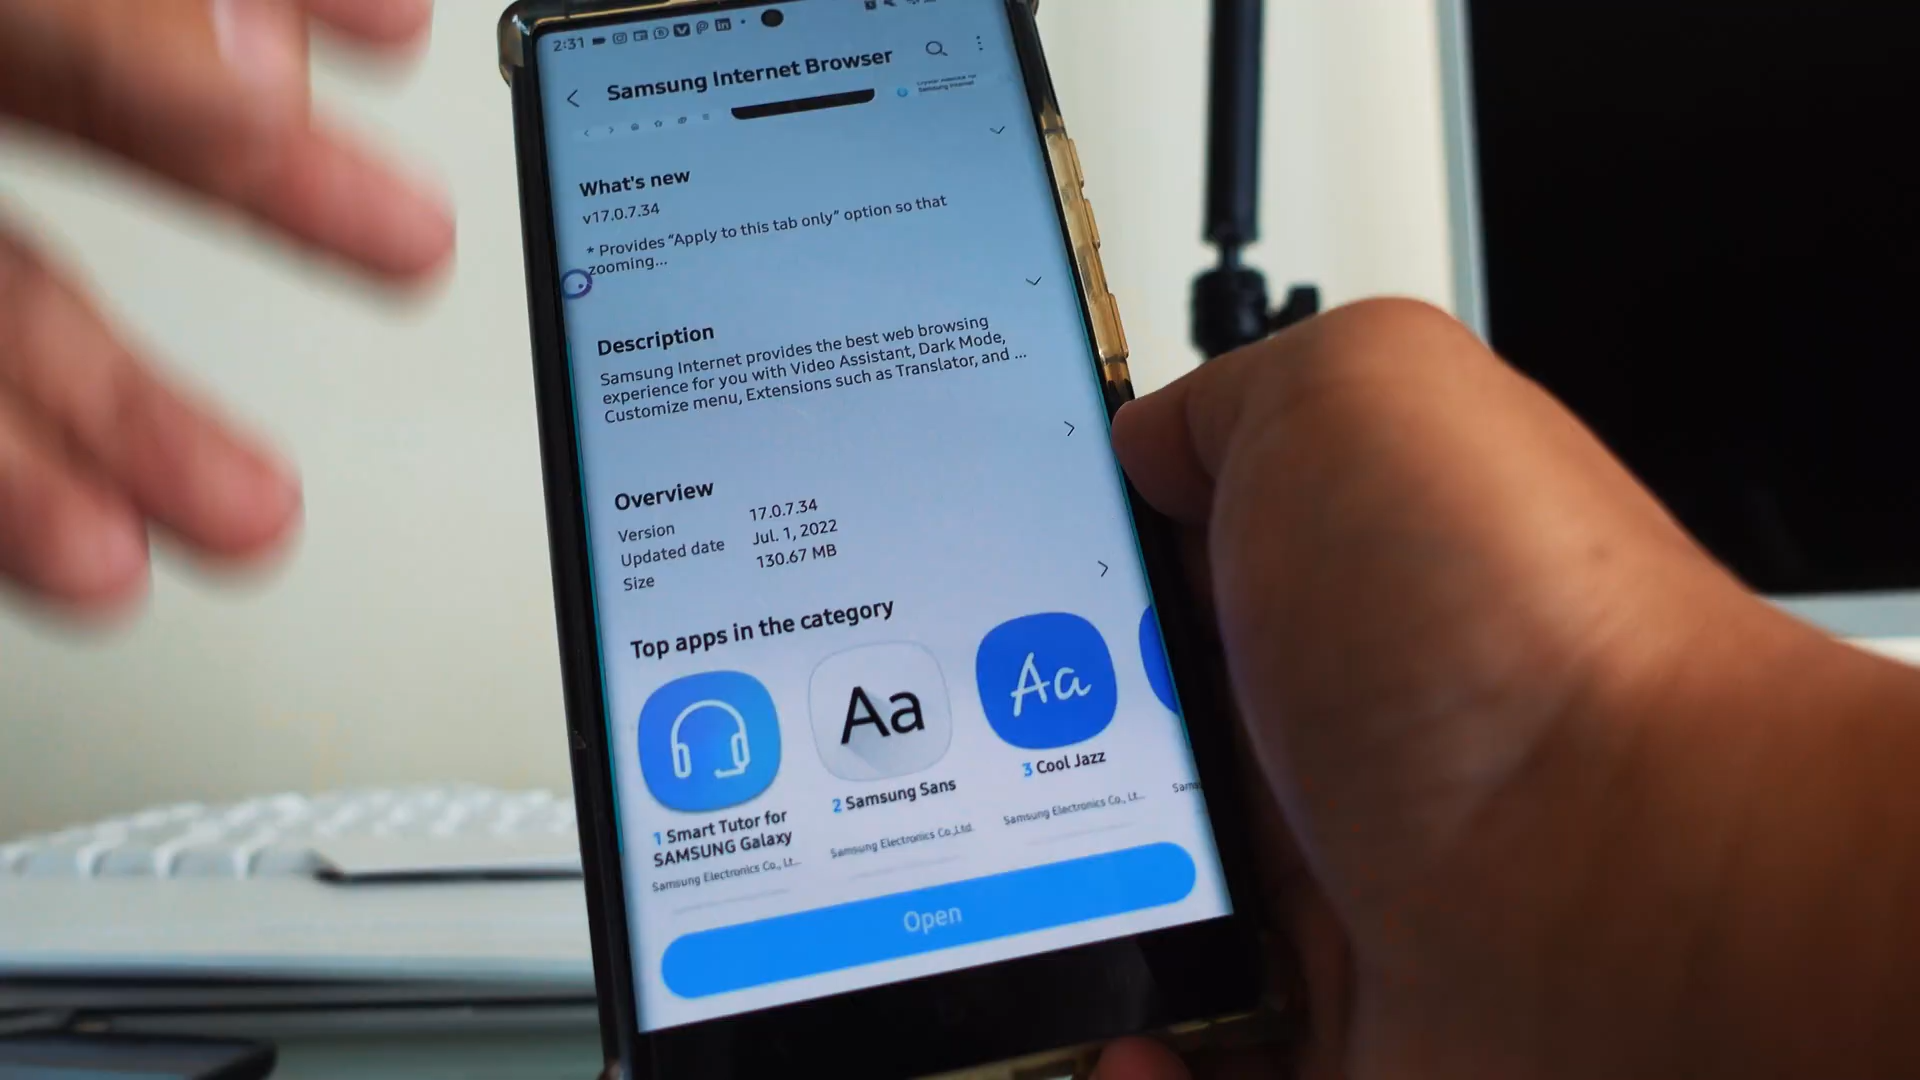 2:31
Samsung Internet Browser
Samsung Internet
What's new
v17.0.7.34
* Provides "Apply to this tab only" option so that
zooming...
Description
Samsung Internet provides the best web browsing
experience for you with Video Assistant, Dark Mode,
Customize menu, Extensions such as Translator, and ...
Overview
Version 17.0.7.34
Updated date Jul. 1, 2022
Size 130.67 MB
Top apps in the category
Aa
Aa
1 Smart Tutor for
SAMSUNG Galaxy
Samsung Electronics Co., Lt...
2 Samsung Sans
Samsung Electronics Co.,Ltd.
3 Cool Jazz
Samsung Electronics Co., Lt...
Sams
Open